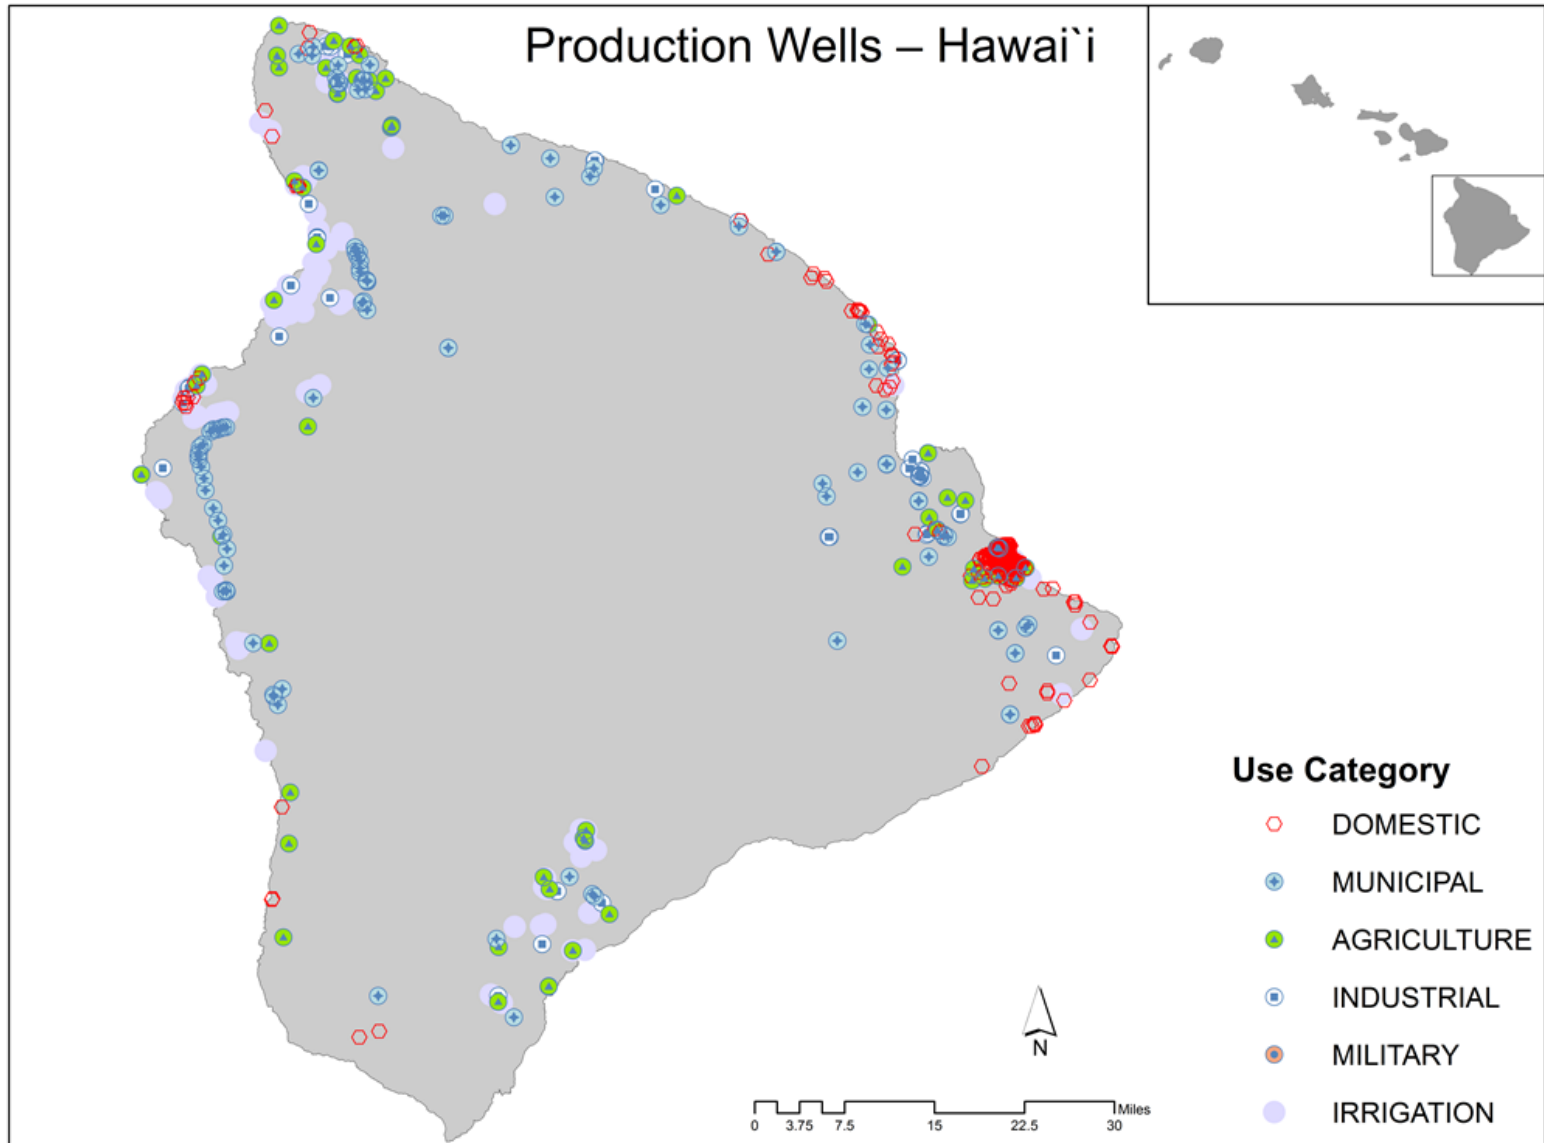 Production Wells – Hawai`i
Use Category
DOMESTIC
MUNICIPAL
AGRICULTURE
INDUSTRIAL
MILITARY
IRRIGATION
N
Miles
0 3.75 7.5 15 22.5 30